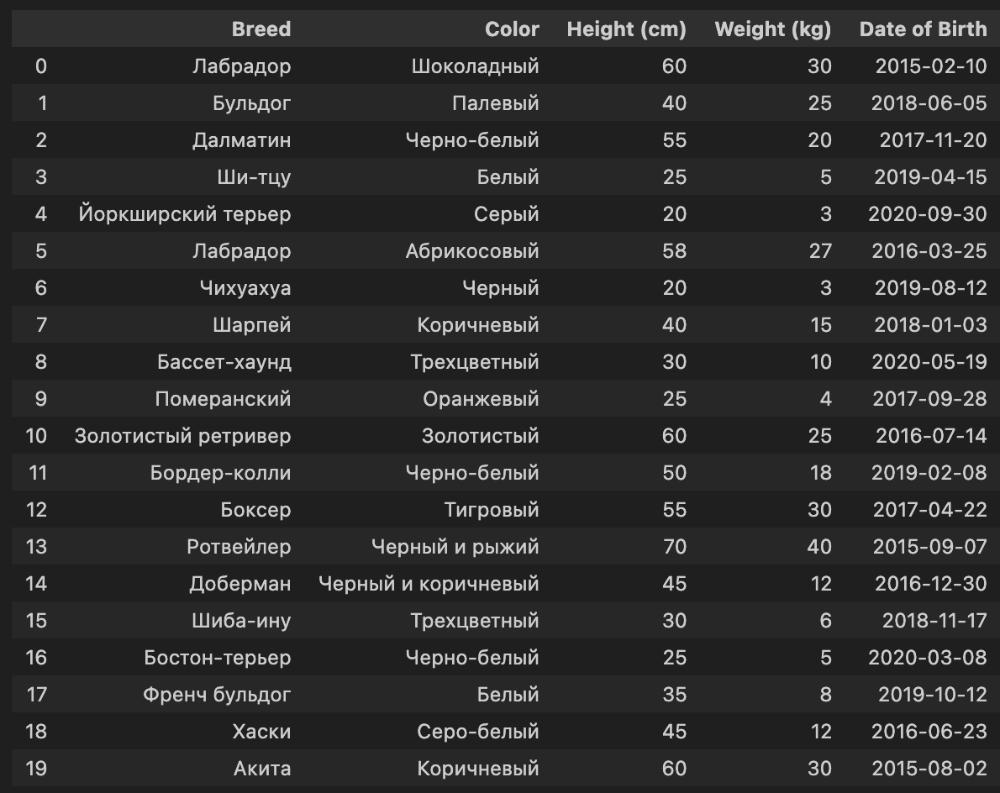 Breed Color Height (cm) Weight (kg) Date of Birth
0 Лабрадор Шоколадный 60 30 2015-02-10
1 Бульдог Палевый 40 25 2018-06-05
2 Далматин Черно-белый 55 20 2017-11-20
3 Ши-тцу Белый 25 5 2019-04-15
4 Йоркширский терьер Серый 20 3 2020-09-30
5 Лабрадор Абрикосовый 58 27 2016-03-25
6 Чихуахуа Черный 20 3 2019-08-12
7 Шарпей Коричневый 40 15 2018-01-03
8 Бассет-хаунд Трехцветный 30 10 2020-05-19
9 Померанский Оранжевый 25 4 2017-09-28
10 Золотистый ретривер Золотистый 60 25 2016-07-14
11 Бордер-колли Черно-белый 50 18 2019-02-08
12 Боксер Тигровый 55 30 2017-04-22
13 Ротвейлер Черный и рыжий 70 40 2015-09-07
14 Доберман Черный и коричневый 45 12 2016-12-30
15 Шиба-ину Трехцветный 30 6 2018-11-17
16 Бостон-терьер Черно-белый 25 5 2020-03-08
17 Френч бульдог Белый 35 8 2019-10-12
18 Хаски Серо-белый 45 12 2016-06-23
19 Акита Коричневый 60 30 2015-08-02